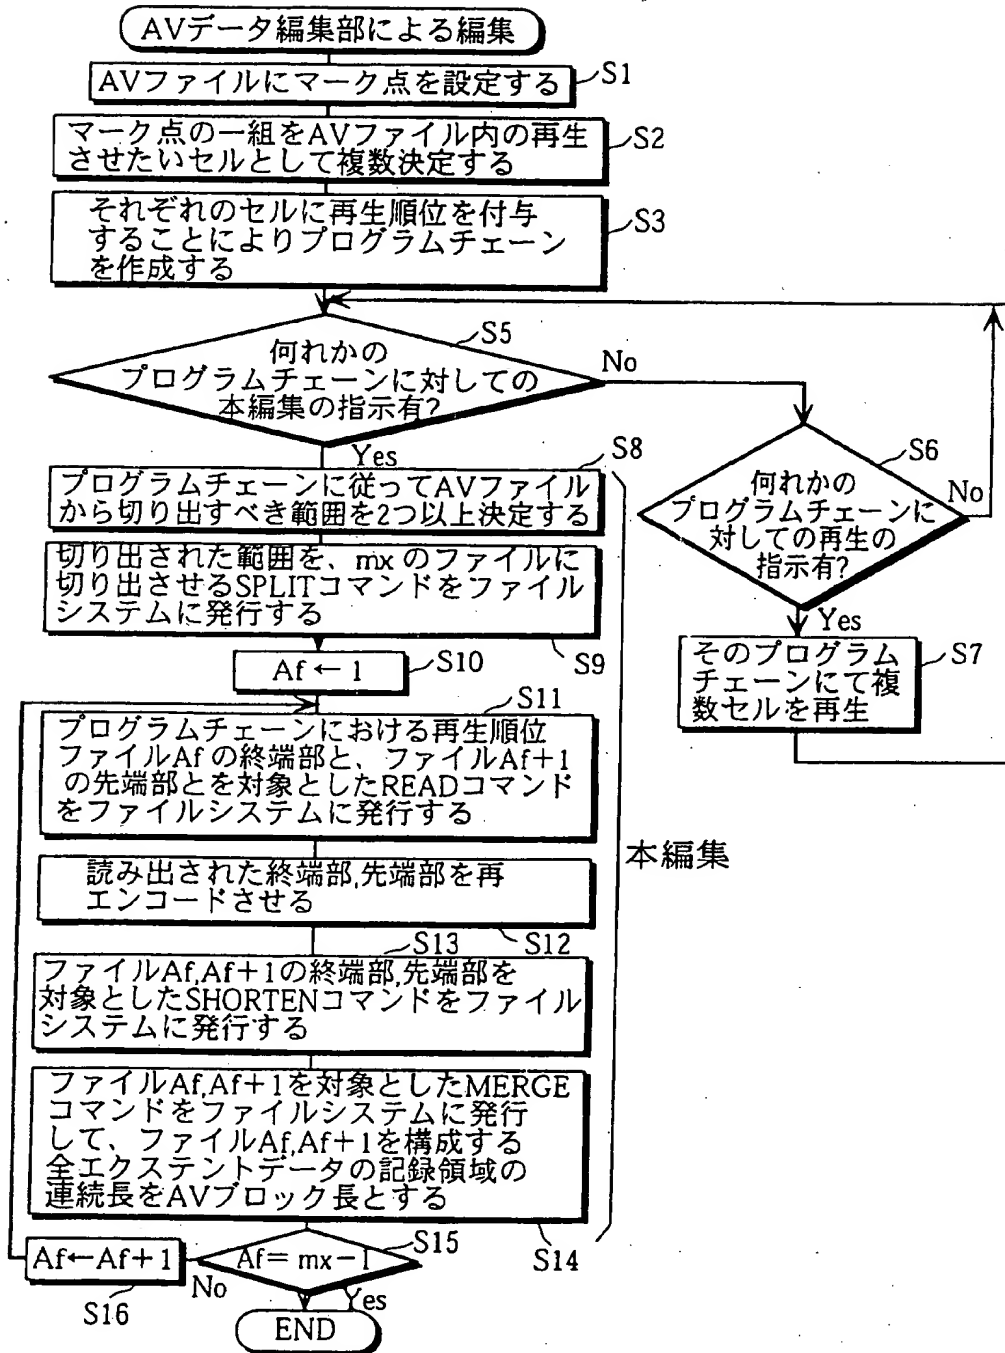 AVデータ編集部による編集
AVファイルにマーク点を設定する
S1
マーク点の一組をAVファイル内の再生
させたいセルとして複数決定する
S2
それぞれのセルに再生順位を付与
することによりプログラムチェーン
を作成する
S3
S5
何れかの
プログラムチェーンに対しての
本編集の指示有?
No
Yes
S6
何れかの
プログラムチェーンに
対しての再生の
指示有?
No
Yes
そのプログラム
チェーンにて複
数セルを再生
S7
S8
プログラムチェーンに従ってAVファイル
から切り出すべき範囲を2つ以上決定する
切り出された範囲を、mxのファイルに
切り出させるSPLITコマンドをファイル
システムに発行する
S9
Af←1
S10
S11
プログラムチェーンにおける再生順位
ファイルAfの終端部と、ファイルAf+1
の先端部とを対象としたREADコマンド
をファイルシステムに発行する
本編集
読み出された終端部,先端部を再
エンコードさせる
S12
S13
ファイルAf,Af+1の終端部,先端部を
対象としたSHORTENコマンドをファイル
システムに発行する
ファイルAf,Af+1を対象としたMERGE
コマンドをファイルシステムに発行
して、ファイルAf,Af+1を構成する
全エクステントデータの記録領域の
連続長をAVブロック長とする
S14
Af=mx-1
S15
No
Yes
Af←Af+1
S16
END